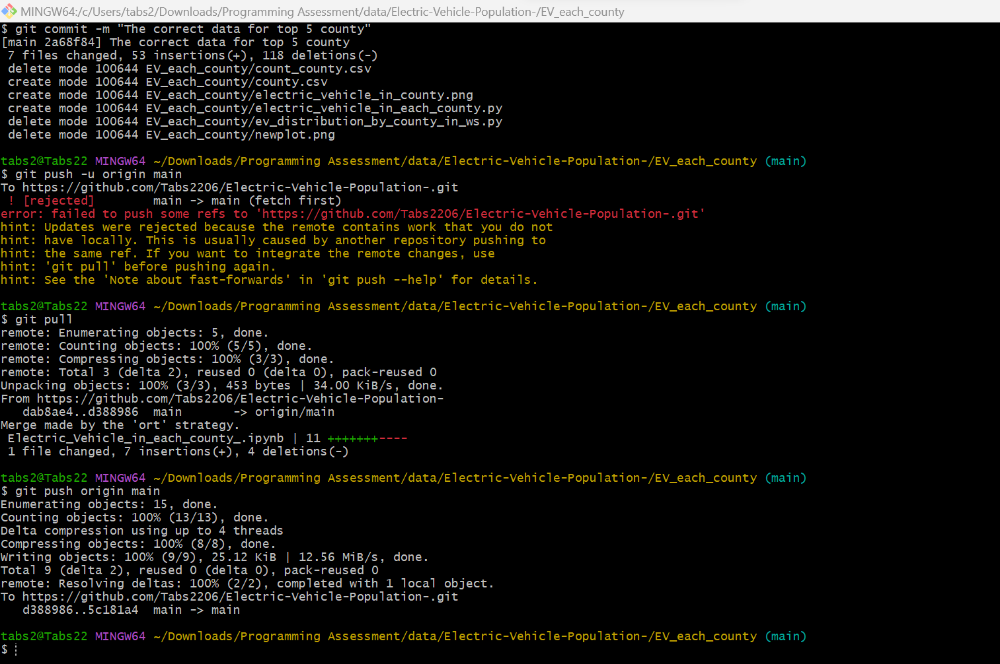 MINGW64:/c/Users/tabs2/Downloads/Programming Assessment/data/Electric-Vehicle-Population-/EV_each_county
$ git commit -m "The correct data for top 5 county"
[main 2a68f84] The correct data for top 5 county
 7 files changed, 53 insertions(+), 118 deletions(-)
 delete mode 100644 EV_each_county/count_county.csv
 create mode 100644 EV_each_county/county.csv
 create mode 100644 EV_each_county/electric_vehicle_in_county.png
 create mode 100644 EV_each_county/electric_vehicle_in_each_county.py
 delete mode 100644 EV_each_county/ev_distribution_by_county_in_ws.py
 delete mode 100644 EV_each_county/newplot.png
tabs2@Tabs22 MINGW64 ~/Downloads/Programming Assessment/data/Electric-Vehicle-Population-/EV_each_county (main)
$ git push -u origin main
To https://github.com/Tabs2206/Electric-Vehicle-Population-.git
 ! [rejected]        main -> main (fetch first)
error: failed to push some refs to 'https://github.com/Tabs2206/Electric-Vehicle-Population-.git'
hint: Updates were rejected because the remote contains work that you do not
hint: have locally. This is usually caused by another repository pushing to
hint: the same ref. If you want to integrate the remote changes, use
hint: 'git pull' before pushing again.
hint: See the 'Note about fast-forwards' in 'git push --help' for details.
tabs2@Tabs22 MINGW64 ~/Downloads/Programming Assessment/data/Electric-Vehicle-Population-/EV_each_county (main)
$ git pull
remote: Enumerating objects: 5, done.
remote: Counting objects: 100% (5/5), done.
remote: Compressing objects: 100% (3/3), done.
remote: Total 3 (delta 2), reused 0 (delta 0), pack-reused 0
Unpacking objects: 100% (3/3), 453 bytes | 34.00 KiB/s, done.
From https://github.com/Tabs2206/Electric-Vehicle-Population-
   dab8ae4..d388986  main       -> origin/main
Merge made by the 'ort' strategy.
 Electric_Vehicle_in_each_county_.ipynb | 11 +++++++----
 1 file changed, 7 insertions(+), 4 deletions(-)
tabs2@Tabs22 MINGW64 ~/Downloads/Programming Assessment/data/Electric-Vehicle-Population-/EV_each_county (main)
$ git push origin main
Enumerating objects: 15, done.
Counting objects: 100% (13/13), done.
Delta compression using up to 4 threads
Compressing objects: 100% (8/8), done.
Writing objects: 100% (9/9), 25.12 KiB | 12.56 MiB/s, done.
Total 9 (delta 2), reused 0 (delta 0), pack-reused 0
remote: Resolving deltas: 100% (2/2), completed with 1 local object.
To https://github.com/Tabs2206/Electric-Vehicle-Population-.git
   d388986..5c181a4  main -> main
tabs2@Tabs22 MINGW64 ~/Downloads/Programming Assessment/data/Electric-Vehicle-Population-/EV_each_county (main)
$